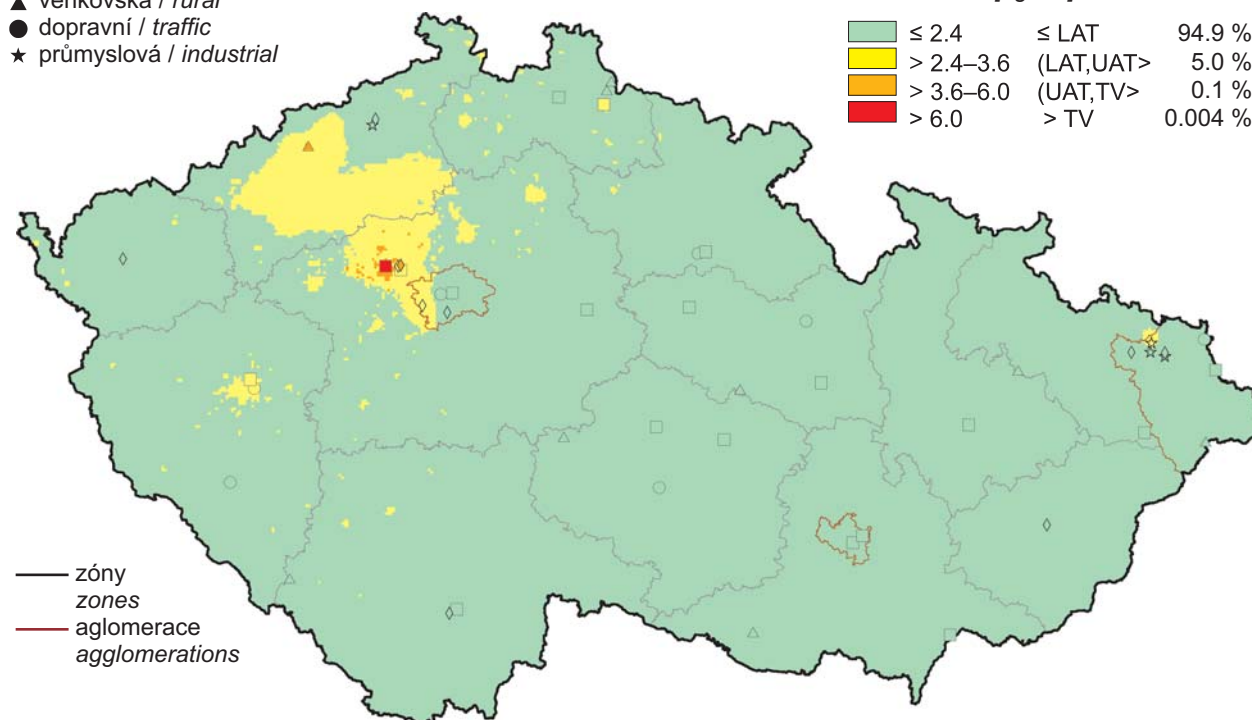 venkovská / rural
dopravní / traffic
průmyslová / industrial
≤ 2.4 ≤ LAT 94.9 %
> 2.4–3.6 (LAT,UAT> 5.0 %
> 3.6–6.0 (UAT,TV> 0.1 %
> 6.0 > TV 0.004 %
zóny
zones
aglomerace
agglomerations